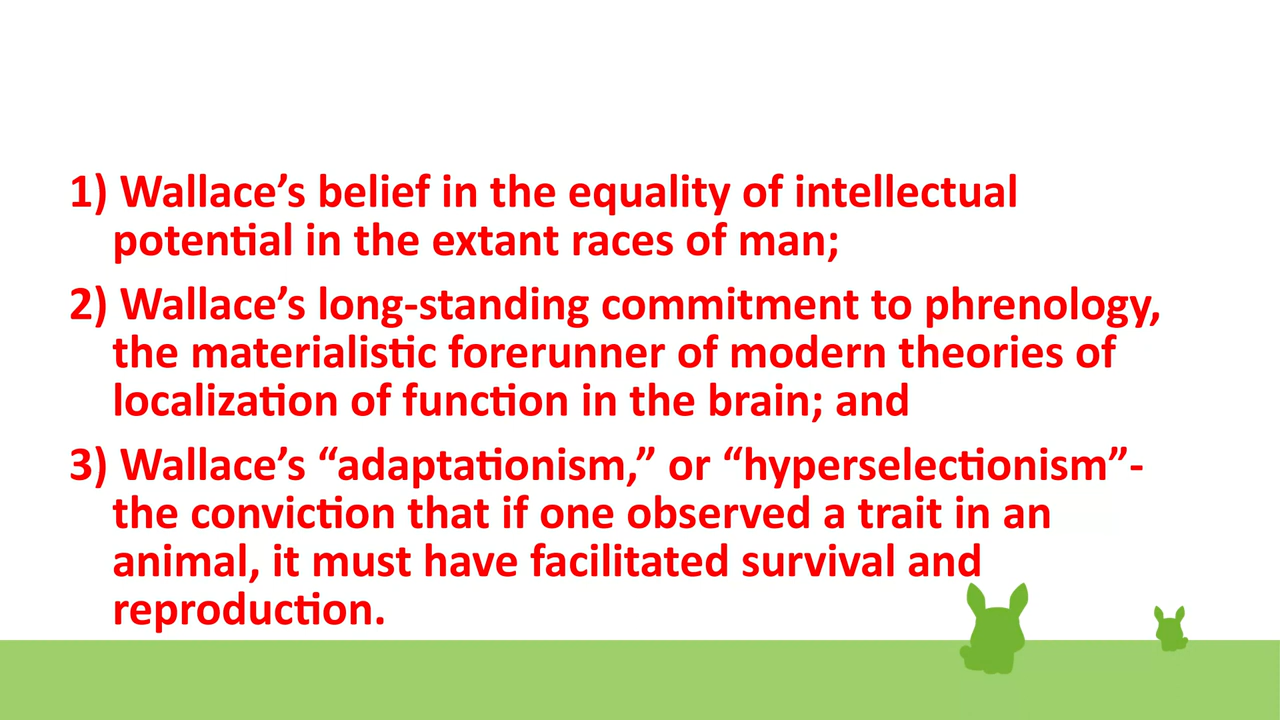 1) Wallace’s belief in the equality of intellectual
potential in the extant races of man;
2) Wallace’s long-standing commitment to phrenology,
the materialistic forerunner of modern theories of
localization of function in the brain; and
3) Wallace’s “adaptationism,” or “hyperselectionism”-
the conviction that if one observed a trait in an
animal, it must have facilitated survival and
reproduction.